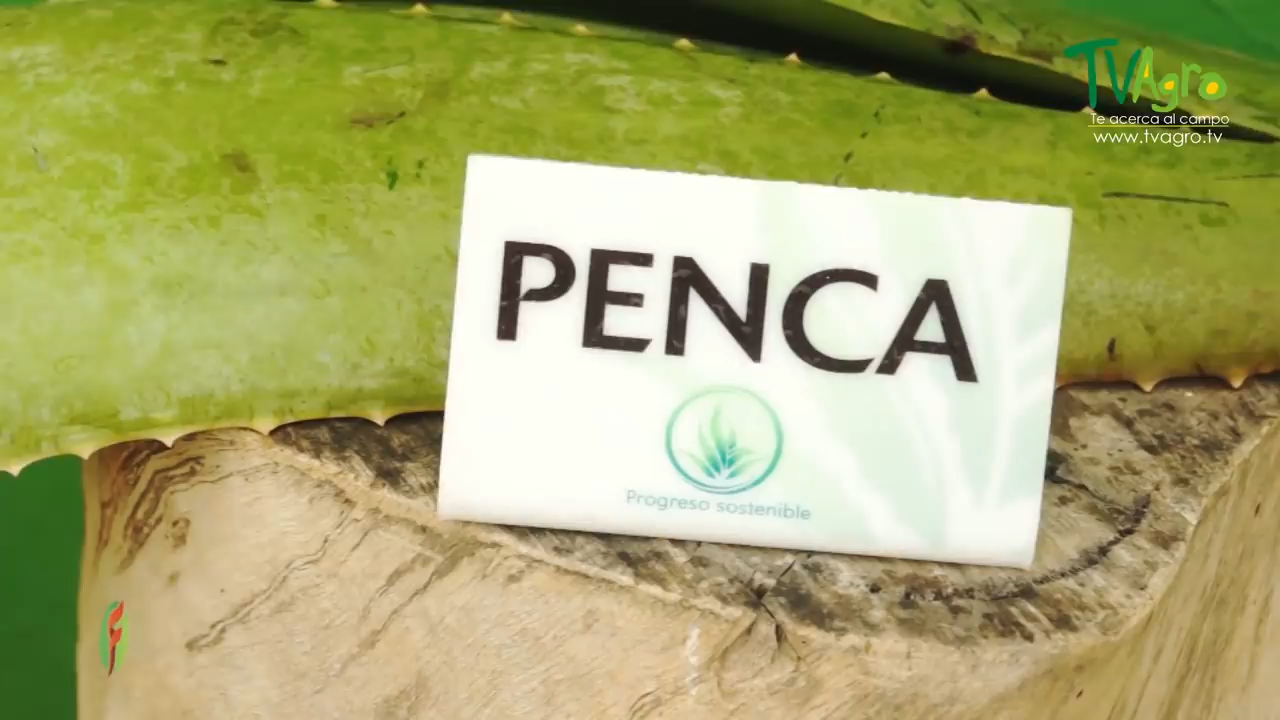 TVAgro
Te acerca al campo
www.tvagro.tv
PENCA
Progreso sostenible